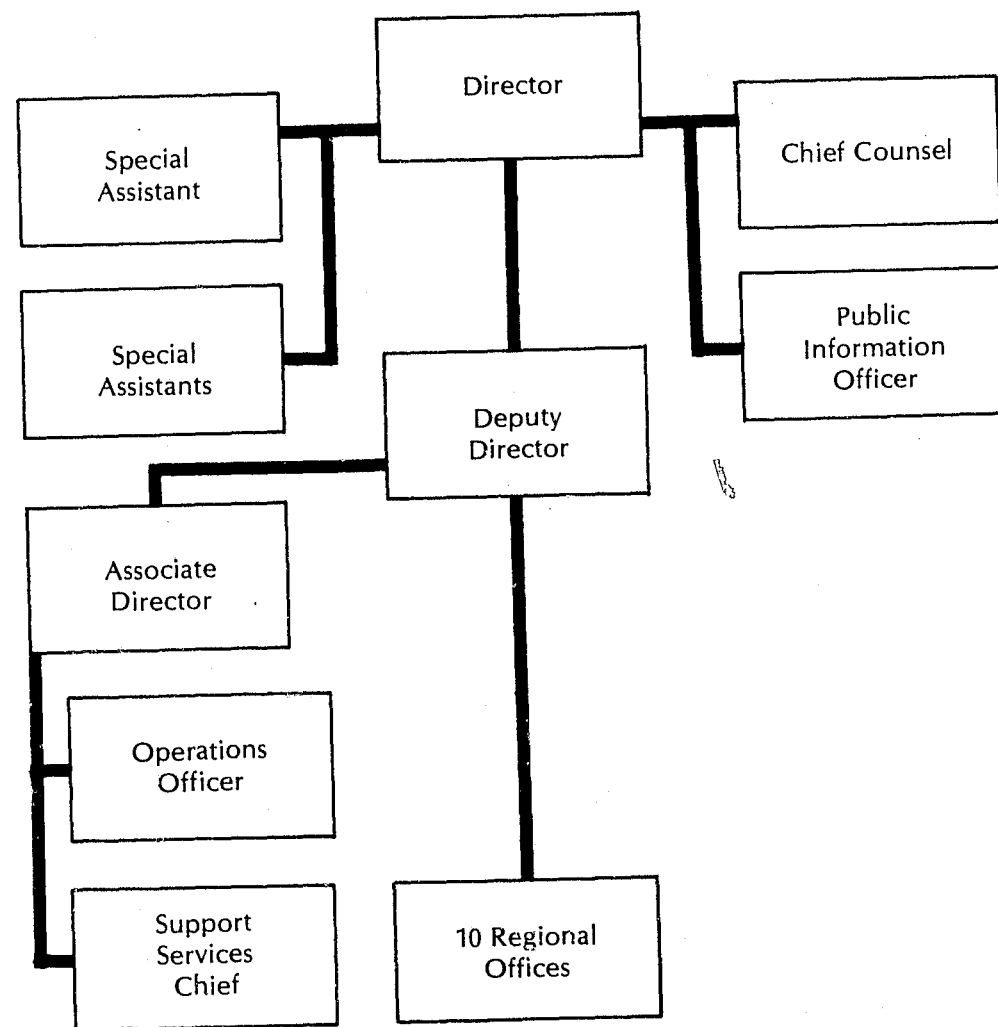 Director
Special
Assistant
Chief Counsel
Special
Assistants
Public
Information
Officer
Deputy
Director
Associate
Director
Operations
Officer
Support
Services
Chief
10 Regional
Offices